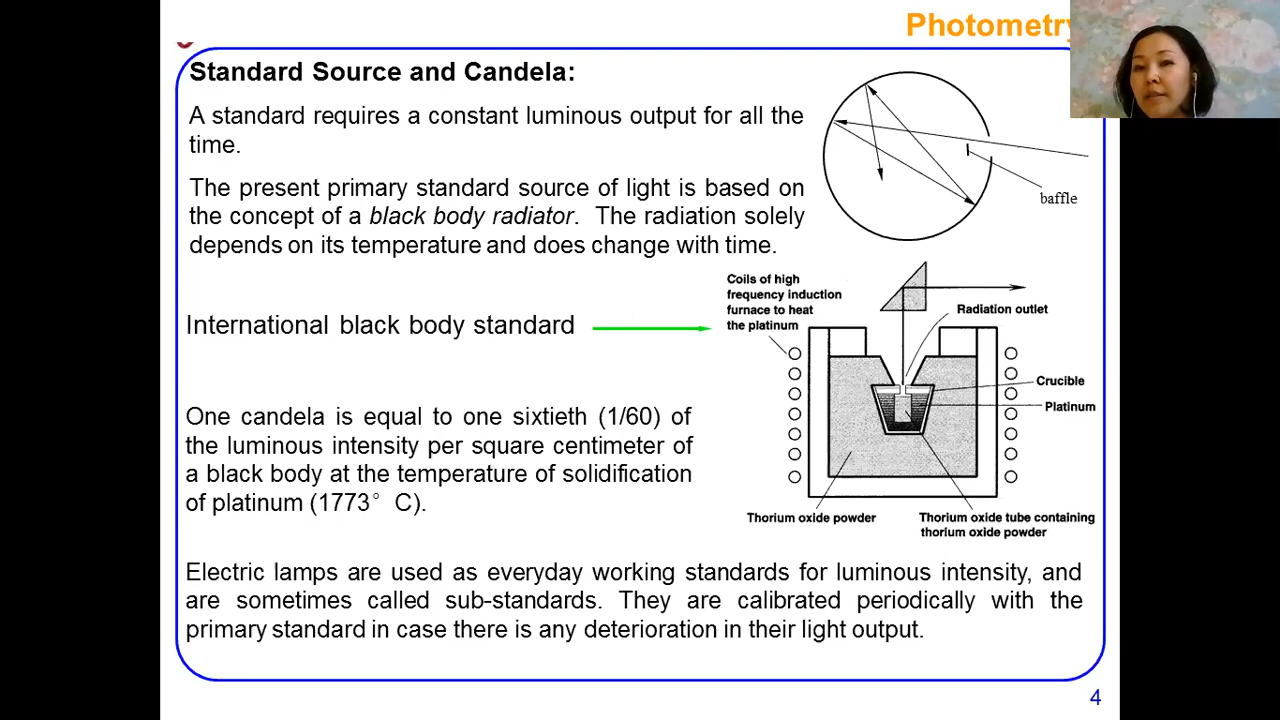 Photometry
Standard Source and Candela:
A standard requires a constant luminous output for all the
time.
The present primary standard source of light is based on
the concept of a black body radiator. The radiation solely
depends on its temperature and does change with time.
baffle
International black body standard
Coils of high
frequency induction
furnace to heat
the platinum
Radiation outlet
Crucible
Platinum
Thorium oxide powder
Thorium oxide tube containing
thorium oxide powder
One candela is equal to one sixtieth (1/60) of
the luminous intensity per square centimeter of
a black body at the temperature of solidification
of platinum (1773° C).
Electric lamps are used as everyday working standards for luminous intensity, and
are sometimes called sub-standards. They are calibrated periodically with the
primary standard in case there is any deterioration in their light output.
4